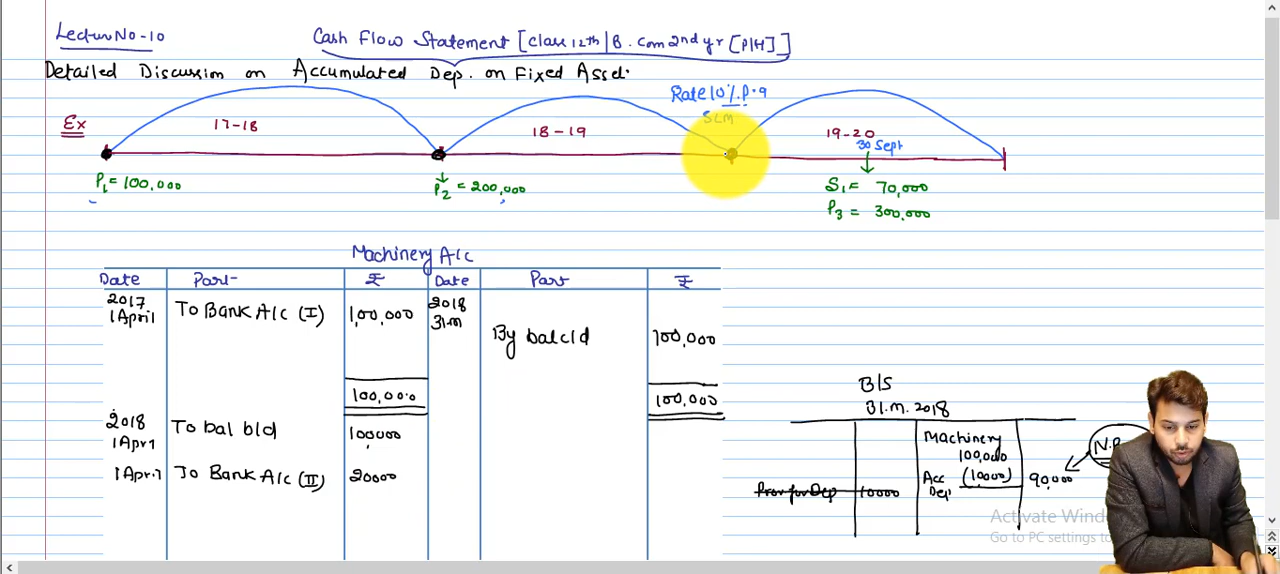 Lecture No-10
Cash Flow Statement [Class 12th | B.Com 2nd yr [P|H]]
Detailed Discussion on Accumulated Dep. on Fixed Asset.
Rate 10% P.a
SLM
Ex
17-18
18-19
19-20
30 Sept
P1 = 100,000
P2 = 200,000
S1 = 70,000
P3 = 300,000
Machinery A/c
Date Part- ₹ Date Part ₹
2017 1 April To Bank A/c (I) 1,00,000 2018 31.m
By bal c/d 100,000
100,000 100,000
2018 1 April To bal b/d 100000
1 April To Bank A/c (II) 20000
B/S
31.m.2018
Machinery
100,000
Acc Dep (10000) 90,000
Prov for Dep 10000
N.B
Activate Wind
Go to PC settings to